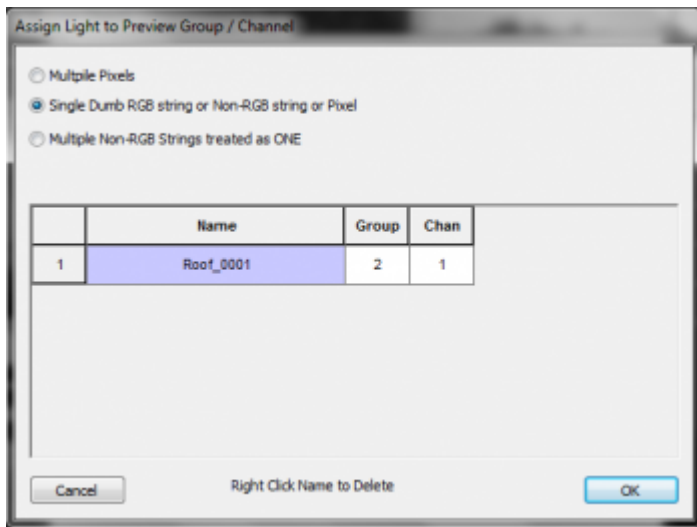 Assign Light to Preview Group / Channel
Multple Pixels
Single Dumb RGB string or Non-RGB string or Pixel
Multiple Non-RGB Strings treated as ONE
Name Group Chan
1 Roof_0001 2 1
Cancel Right Click Name to Delete OK